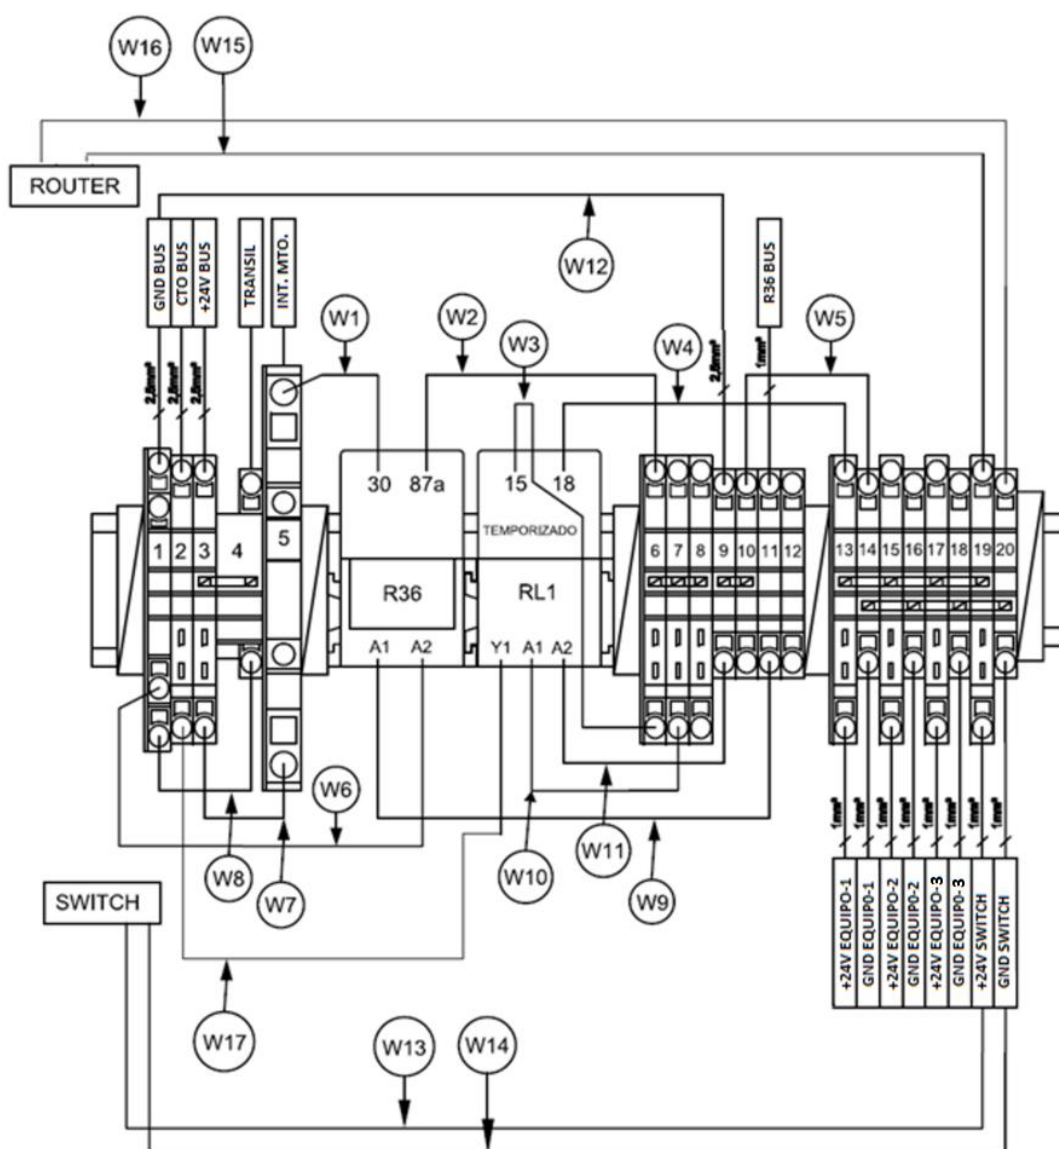 W16 W15
ROUTER
GND BUS
CTO BUS
+24V BUS
TRANSIL
INT. MTO.
W12
R36 BUS
W1 W2 W3 W4 W5
2,5mm²
2,5mm²
2,5mm²
2,5mm²
1mm²
30 87a
15 18
TEMPORIZADO
1 2 3 4 5
6 7 8 9 10 11 12
13 14 15 16 17 18 19 20
R36
RL1
A1 A2
Y1 A1 A2
W6
W8 W7 W10 W11 W9
1mm²
1mm²
1mm²
1mm²
1mm²
1mm²
1mm²
1mm²
SWITCH
+24V EQUIPO-1
GND EQUIPO-1
+24V EQUIPO-2
GND EQUIPO-2
+24V EQUIPO-3
GND EQUIPO-3
+24V SWITCH
GND SWITCH
W17
W13 W14